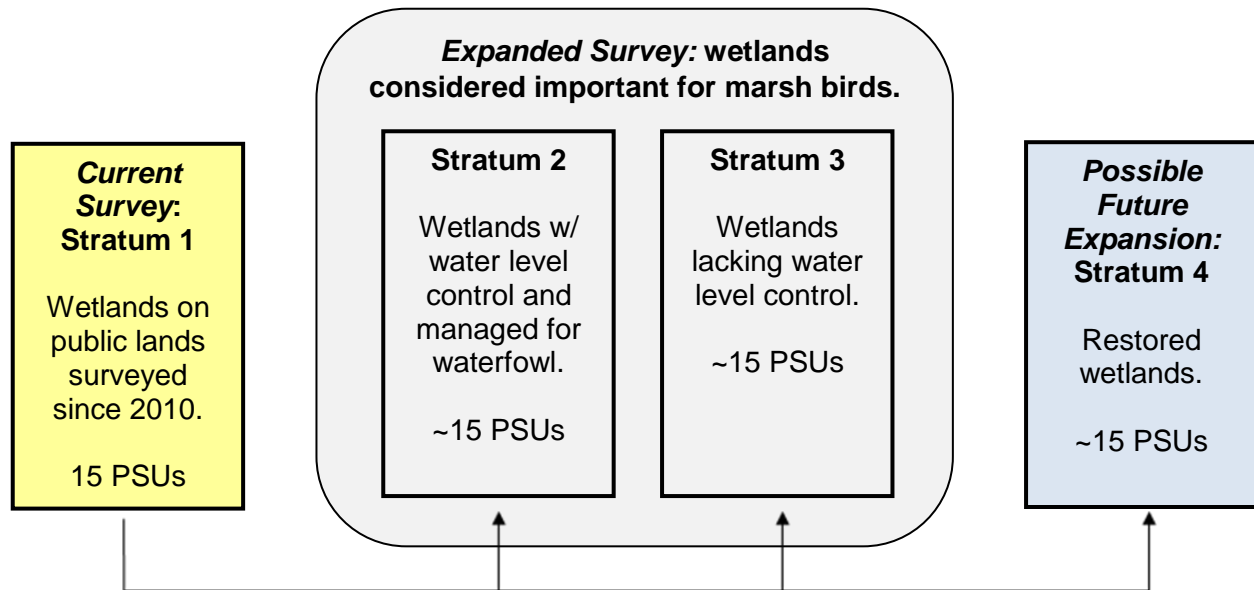 Expanded Survey: wetlands
considered important for marsh birds.
Current
Survey:
Stratum 1
Wetlands on
public lands
surveyed
since 2010.
15 PSUs
Stratum 2
Wetlands w/
water level
control and
managed for
waterfowl.
~15 PSUs
Stratum 3
Wetlands
lacking water
level control.
~15 PSUs
Possible
Future
Expansion:
Stratum 4
Restored
wetlands.
~15 PSUs